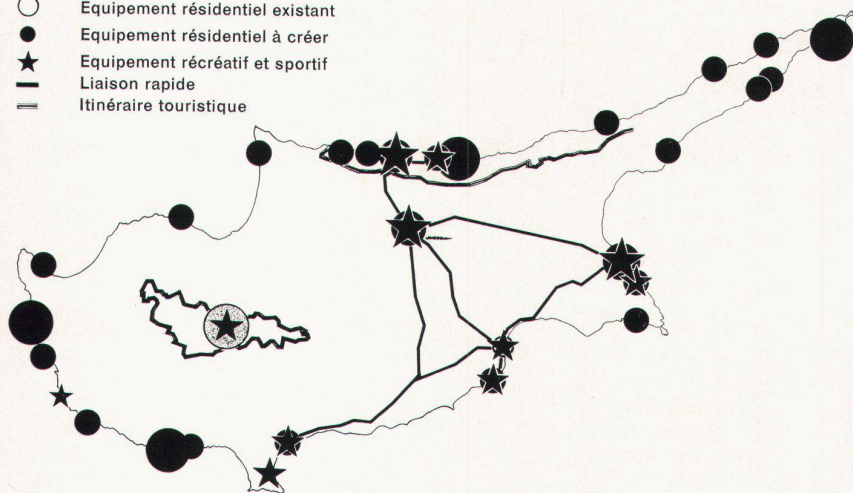 Equipement résidentiel existant
Equipement résidentiel à créer
Equipement récréatif et sportif
Liaison rapide
Itinéraire touristique